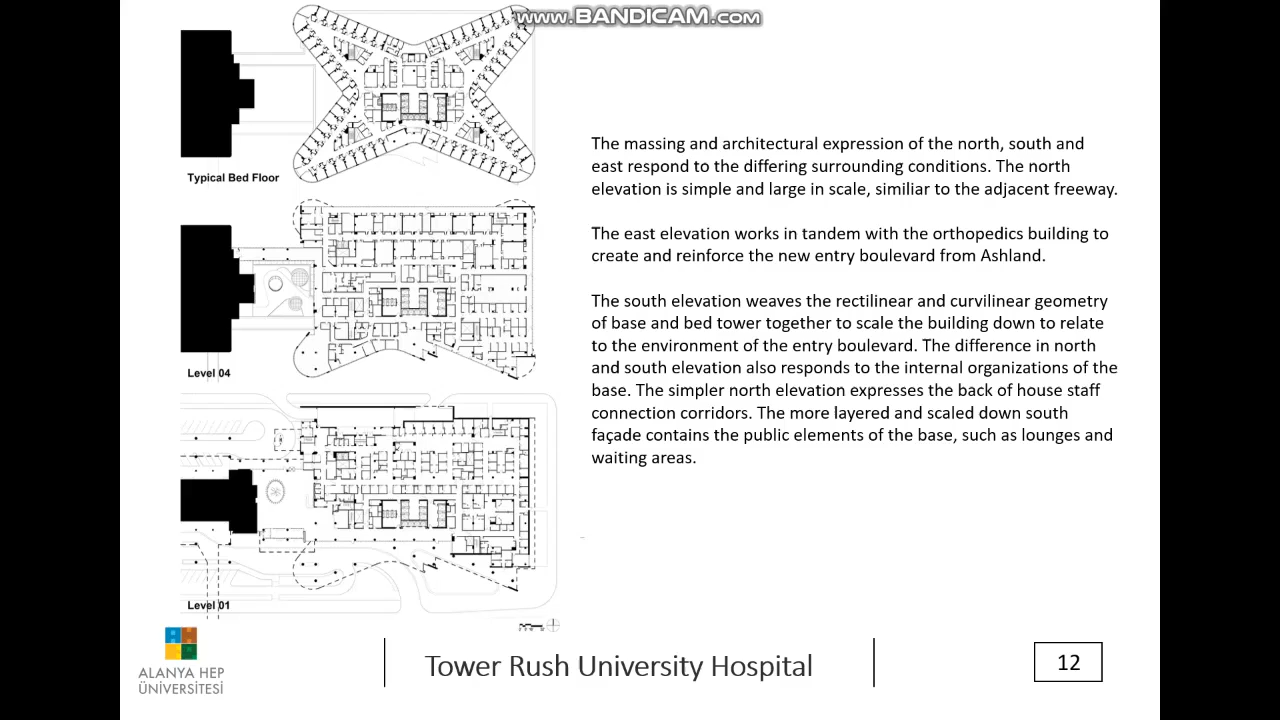 www.BANDICAM.com
Typical Bed Floor
Level 04
Level 01
The massing and architectural expression of the north, south and
east respond to the differing surrounding conditions. The north
elevation is simple and large in scale, similiar to the adjacent freeway.
The east elevation works in tandem with the orthopedics building to
create and reinforce the new entry boulevard from Ashland.
The south elevation weaves the rectilinear and curvilinear geometry
of base and bed tower together to scale the building down to relate
to the environment of the entry boulevard. The difference in north
and south elevation also responds to the internal organizations of the
base. The simpler north elevation expresses the back of house staff
connection corridors. The more layered and scaled down south
façade contains the public elements of the base, such as lounges and
waiting areas.
ALANYA HEP
ÜNİVERSİTESİ
Tower Rush University Hospital
12